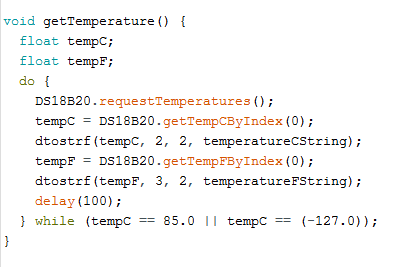 void getTemperature() {
  float tempC;
  float tempF;
  do {
    DS18B20.requestTemperatures();
    tempC = DS18B20.getTempCByIndex(0);
    dtostrf(tempC, 2, 2, temperatureCString);
    tempF = DS18B20.getTempFByIndex(0);
    dtostrf(tempF, 3, 2, temperatureFString);
    delay(100);
  } while (tempC == 85.0 || tempC == (-127.0));
}